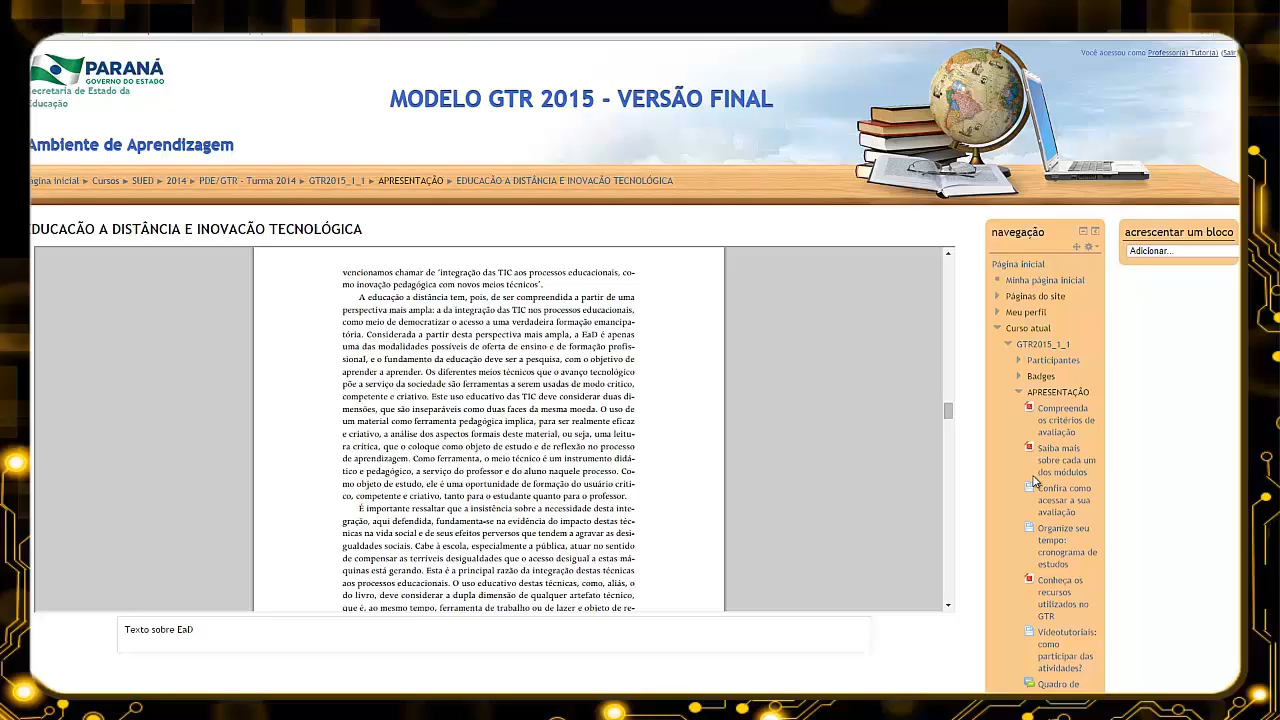 PARANÁ
GOVERNO DO ESTADO
Secretaria de Estado da
Educação
Você acessou como Professor(a) Tutor(a) (Sair
MODELO GTR 2015 - VERSÃO FINAL
Ambiente de Aprendizagem
ágina inicial ► Cursos ► SUED ► 2014 ► PDE/GTR - Turma 2014 ► GTR2015_1_1 ► APRESENTAÇÃO ► EDUCACÃO A DISTÂNCIA E INOVACÃO TECNOLÓGICA
DUCACÃO A DISTÂNCIA E INOVACÃO TECNOLÓGICA
vencionamos chamar de 'integração das TIC aos processos educacionais, co-
mo inovação pedagógica com novos meios técnicos'.
A educação a distância tem, pois, de ser compreendida a partir de uma
perspectiva mais ampla: a da integração das TIC nos processos educacionais,
como meio de democratizar o acesso a uma verdadeira formação emancipa-
tória. Considerada a partir desta perspectiva mais ampla, a EaD é apenas
uma das modalidades possíveis de oferta de ensino e de formação profis-
sional, e o fundamento da educação deve ser a pesquisa, com o objetivo de
aprender a aprender. Os diferentes meios técnicos que o avanço tecnológico
põe a serviço da sociedade são ferramentas a serem usadas de modo crítico,
competente e criativo. Este uso educativo das TIC deve considerar duas di-
mensões, que são inseparáveis como duas faces da mesma moeda. O uso de
um material como ferramenta pedagógica implica, para ser realmente eficaz
e criativo, a análise dos aspectos formais deste material, ou seja, uma leitu-
ra crítica, que o coloque como objeto de estudo e de reflexão no processo
de aprendizagem. Como ferramenta, o meio técnico é um instrumento didá-
tico e pedagógico, a serviço do professor e do aluno naquele processo. Co-
mo objeto de estudo, ele é uma oportunidade de formação do usuário críti-
co, competente e criativo, tanto para o estudante quanto para o professor.
É importante ressaltar que a insistência sobre a necessidade desta inte-
gração, aqui defendida, fundamenta-se na evidência do impacto destas téc-
nicas na vida social e de seus efeitos perversos que tendem a agravar as desi-
gualdades sociais. Cabe à escola, especialmente a pública, atuar no sentido
de compensar as terríveis desigualdades que o acesso desigual a estas má-
quinas está gerando. Esta é a principal razão da integração destas técnicas
aos processos educacionais. O uso educativo destas técnicas, como, aliás, o
do livro, deve considerar a dupla dimensão de qualquer artefato técnico,
que é, ao mesmo tempo, ferramenta de trabalho ou de lazer e objeto de re-
Texto sobre EaD
navegação
Página inicial
Minha página inicial
Páginas do site
Meu perfil
Curso atual
GTR2015_1_1
Participantes
Badges
APRESENTAÇÃO
Compreenda
os critérios de
avaliação
Saiba mais
sobre cada um
dos módulos
Confira como
acessar a sua
avaliação
Organize seu
tempo:
cronograma de
estudos
Conheça os
recursos
utilizados no
GTR
Videotutoriais:
como
participar das
atividades?
Quadro de
acrescentar um bloco
Adicionar...